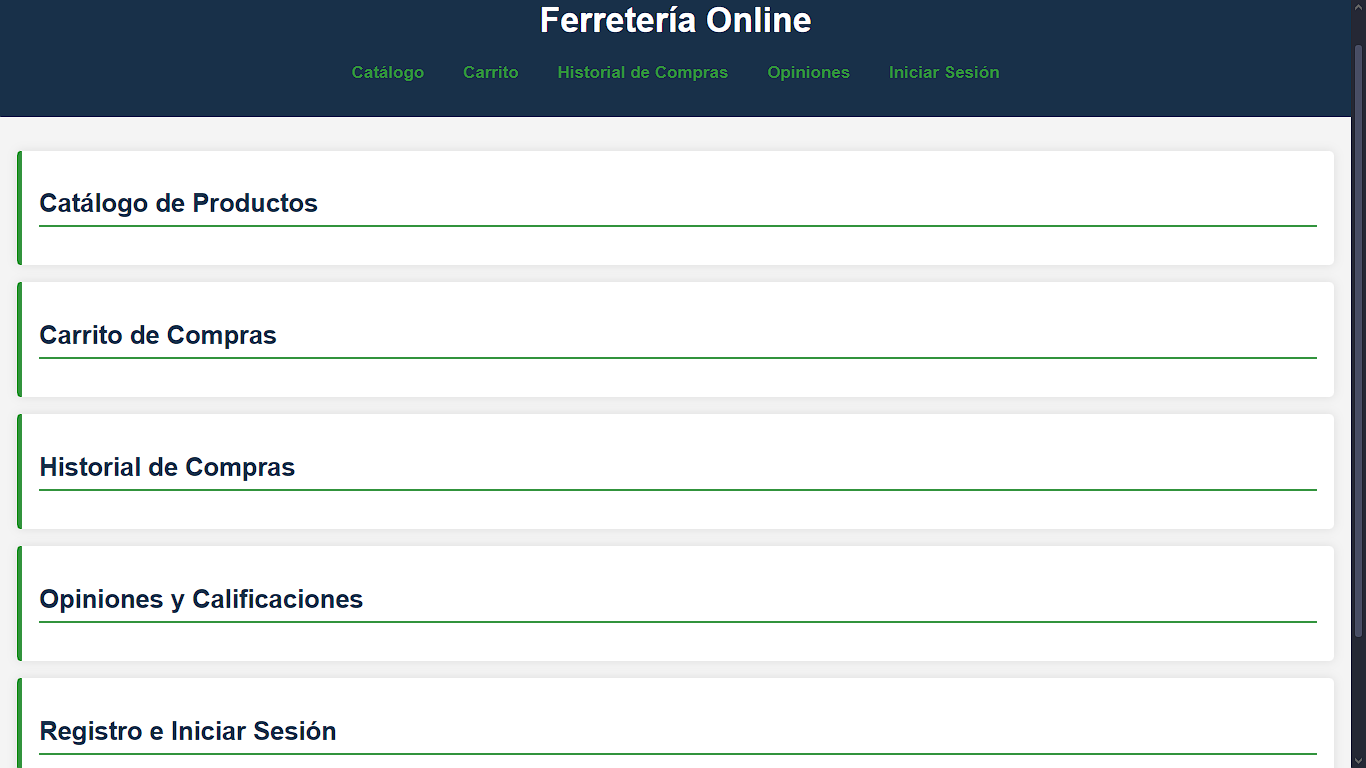 Ferretería Online
Catálogo Carrito Historial de Compras Opiniones Iniciar Sesión
Catálogo de Productos
Carrito de Compras
Historial de Compras
Opiniones y Calificaciones
Registro e Iniciar Sesión